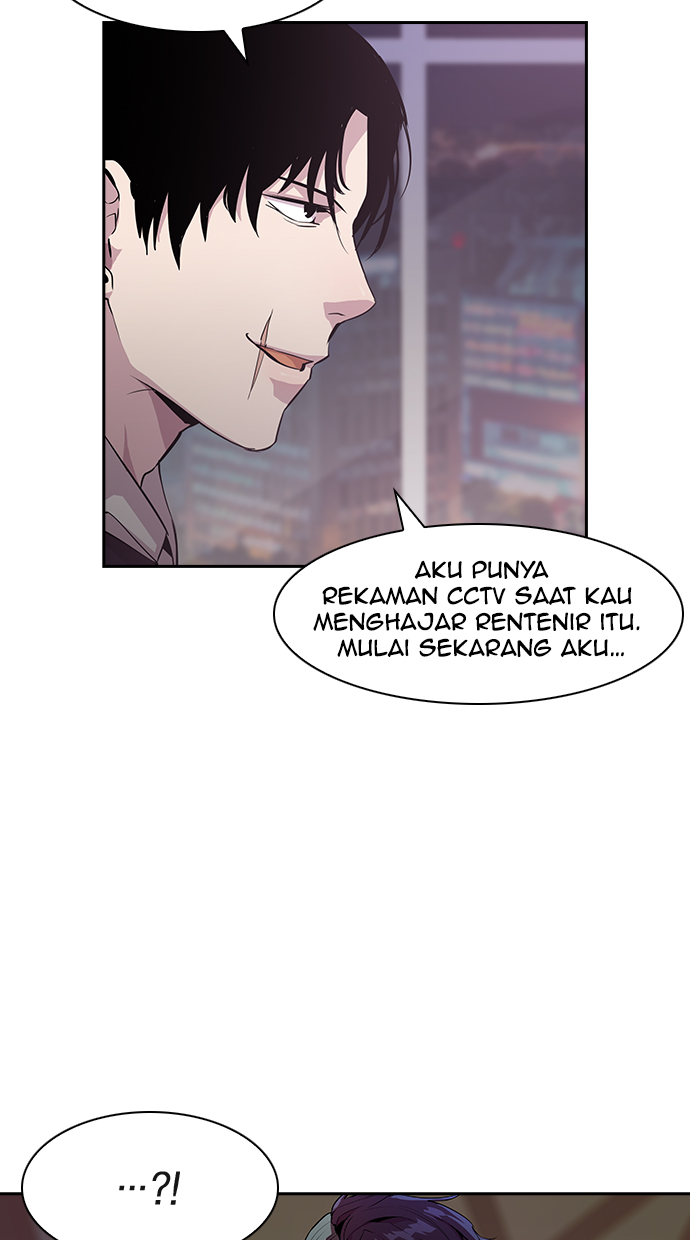 AKU PUNYA
REKAMAN CCTV SAAT KAU
MENGHAJAR RENTENIR ITU.
MULAI SEKARANG AKU...
...?!